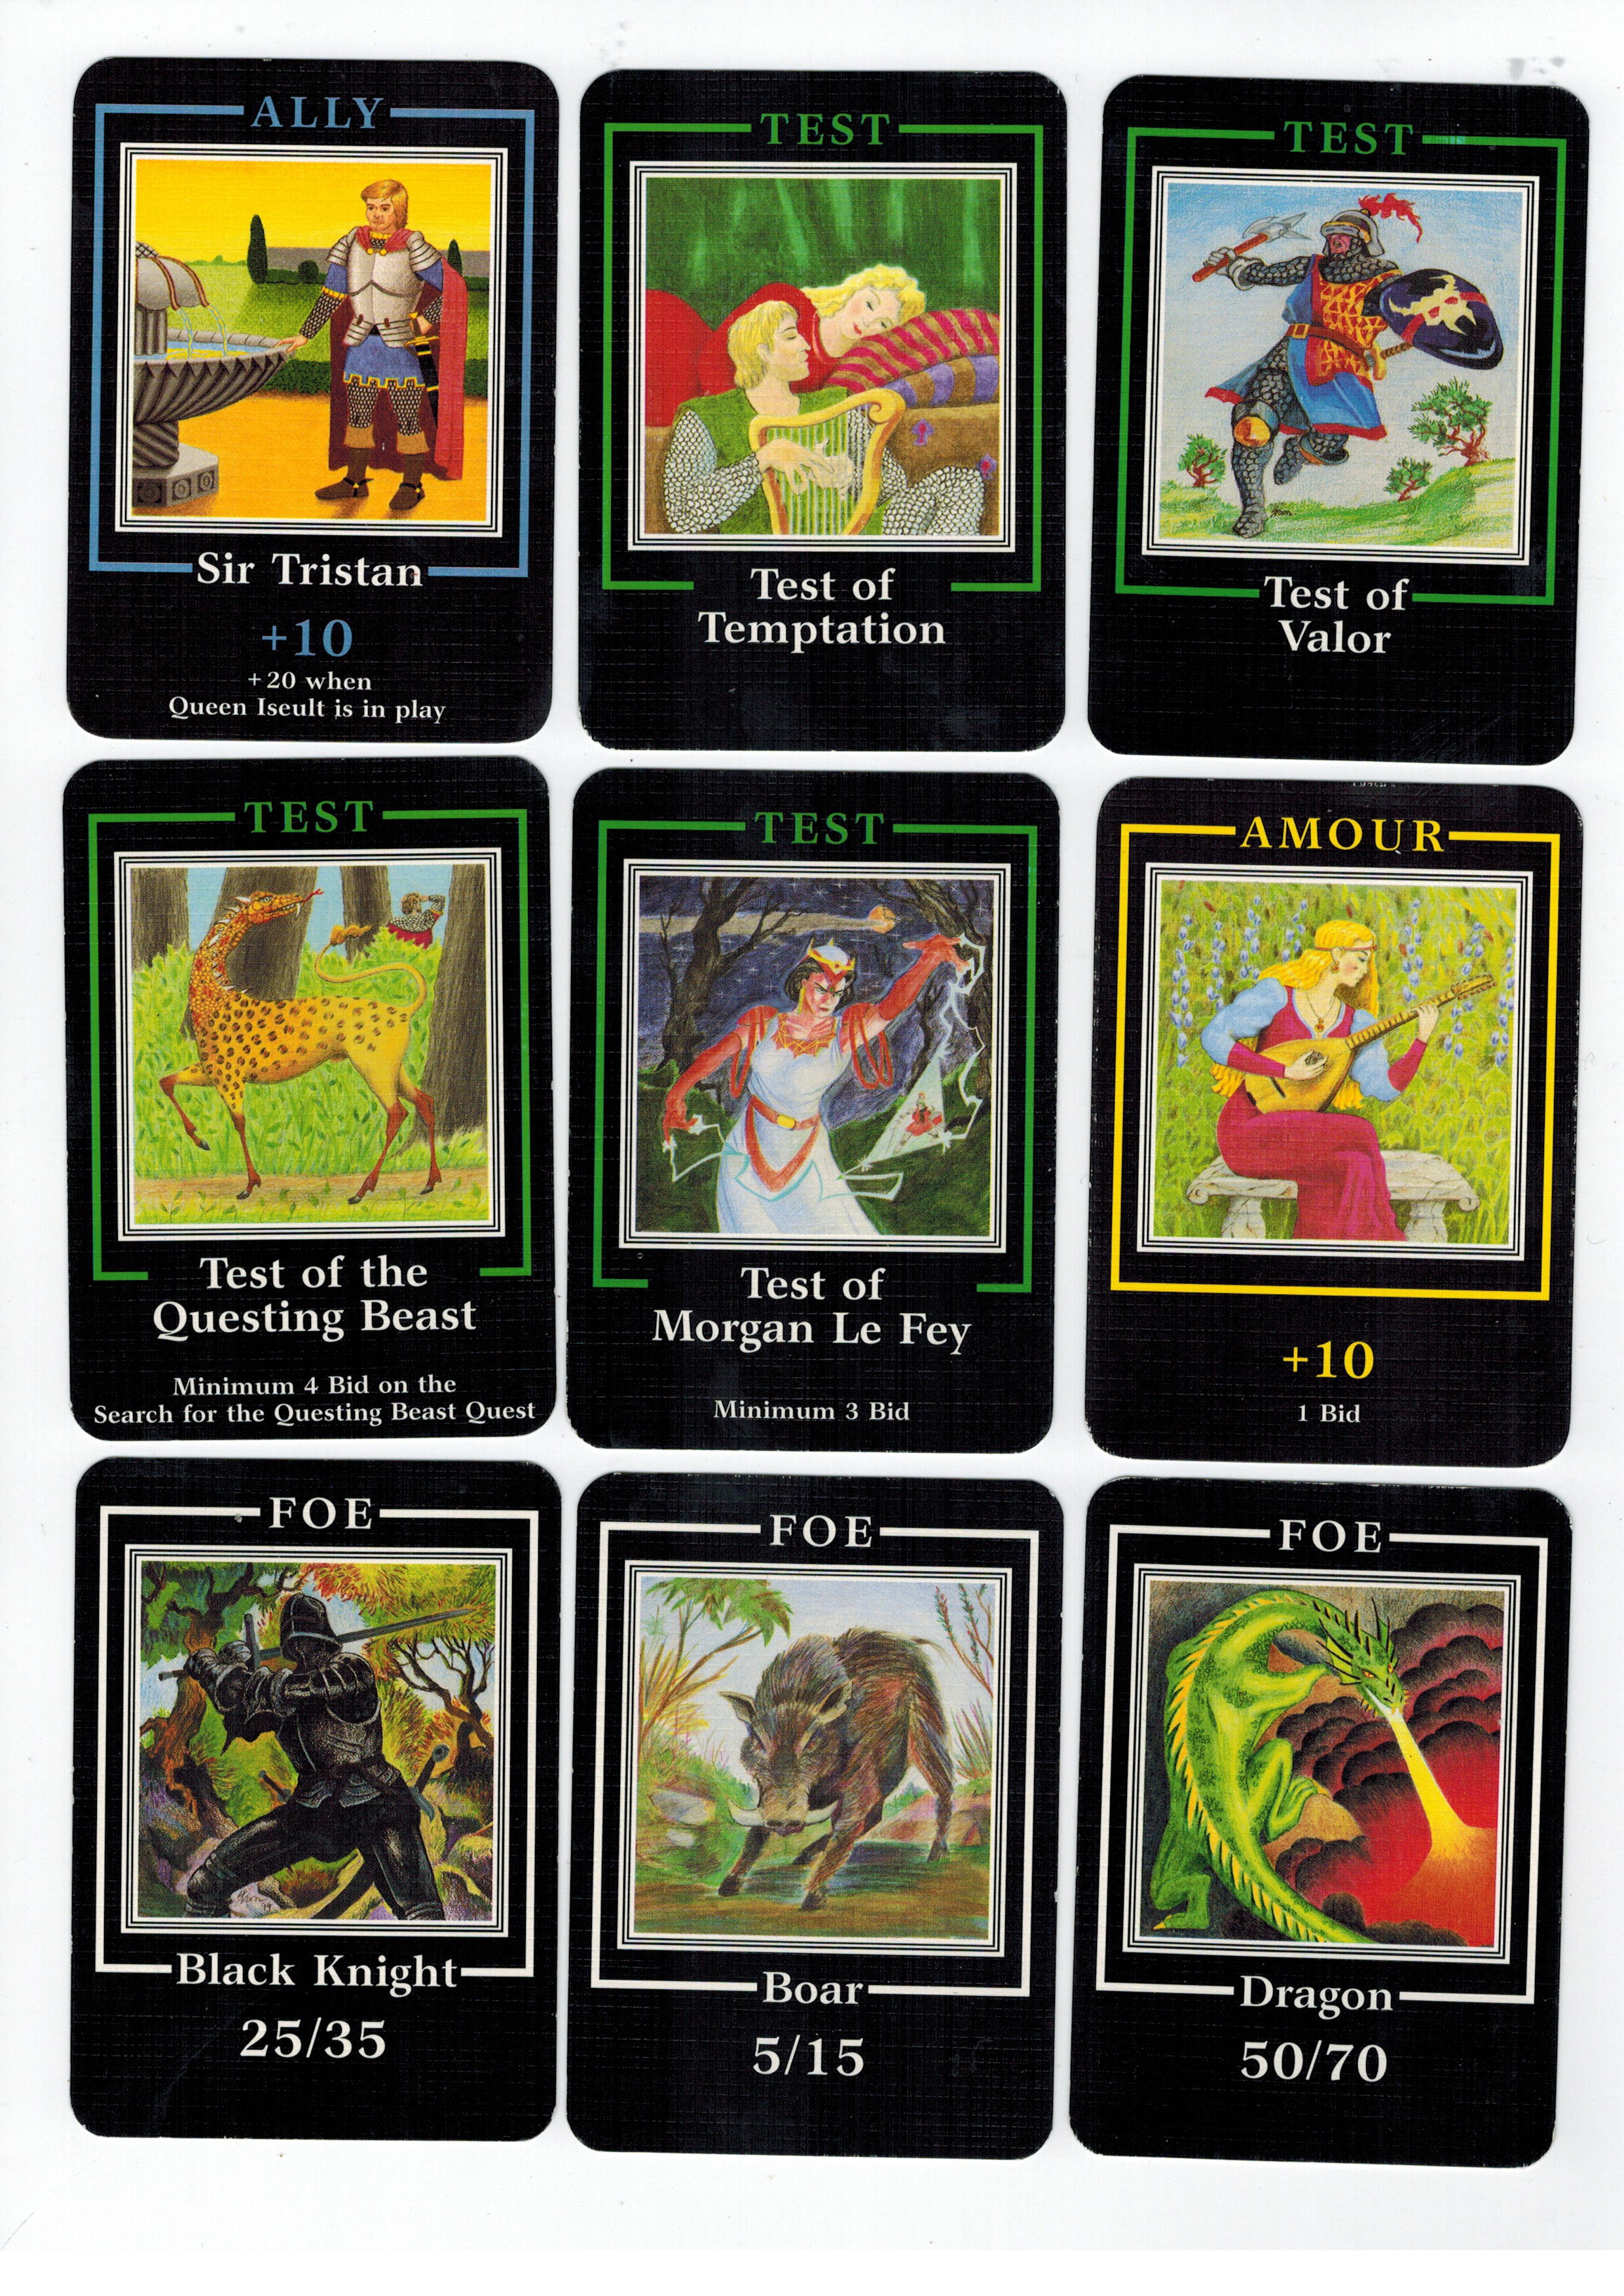 ALLY
Sir Tristan
+10
+20 when
Queen Iseult is in play
TEST
Test of
Temptation
TEST
Test of
Valor
TEST
Test of the
Questing Beast
Minimum 4 Bid on the
Search for the Questing Beast Quest
TEST
Test of
Morgan Le Fey
Minimum 3 Bid
AMOUR
+10
1 Bid
FOE
Black Knight
25/35
FOE
Boar
5/15
FOE
Dragon
50/70